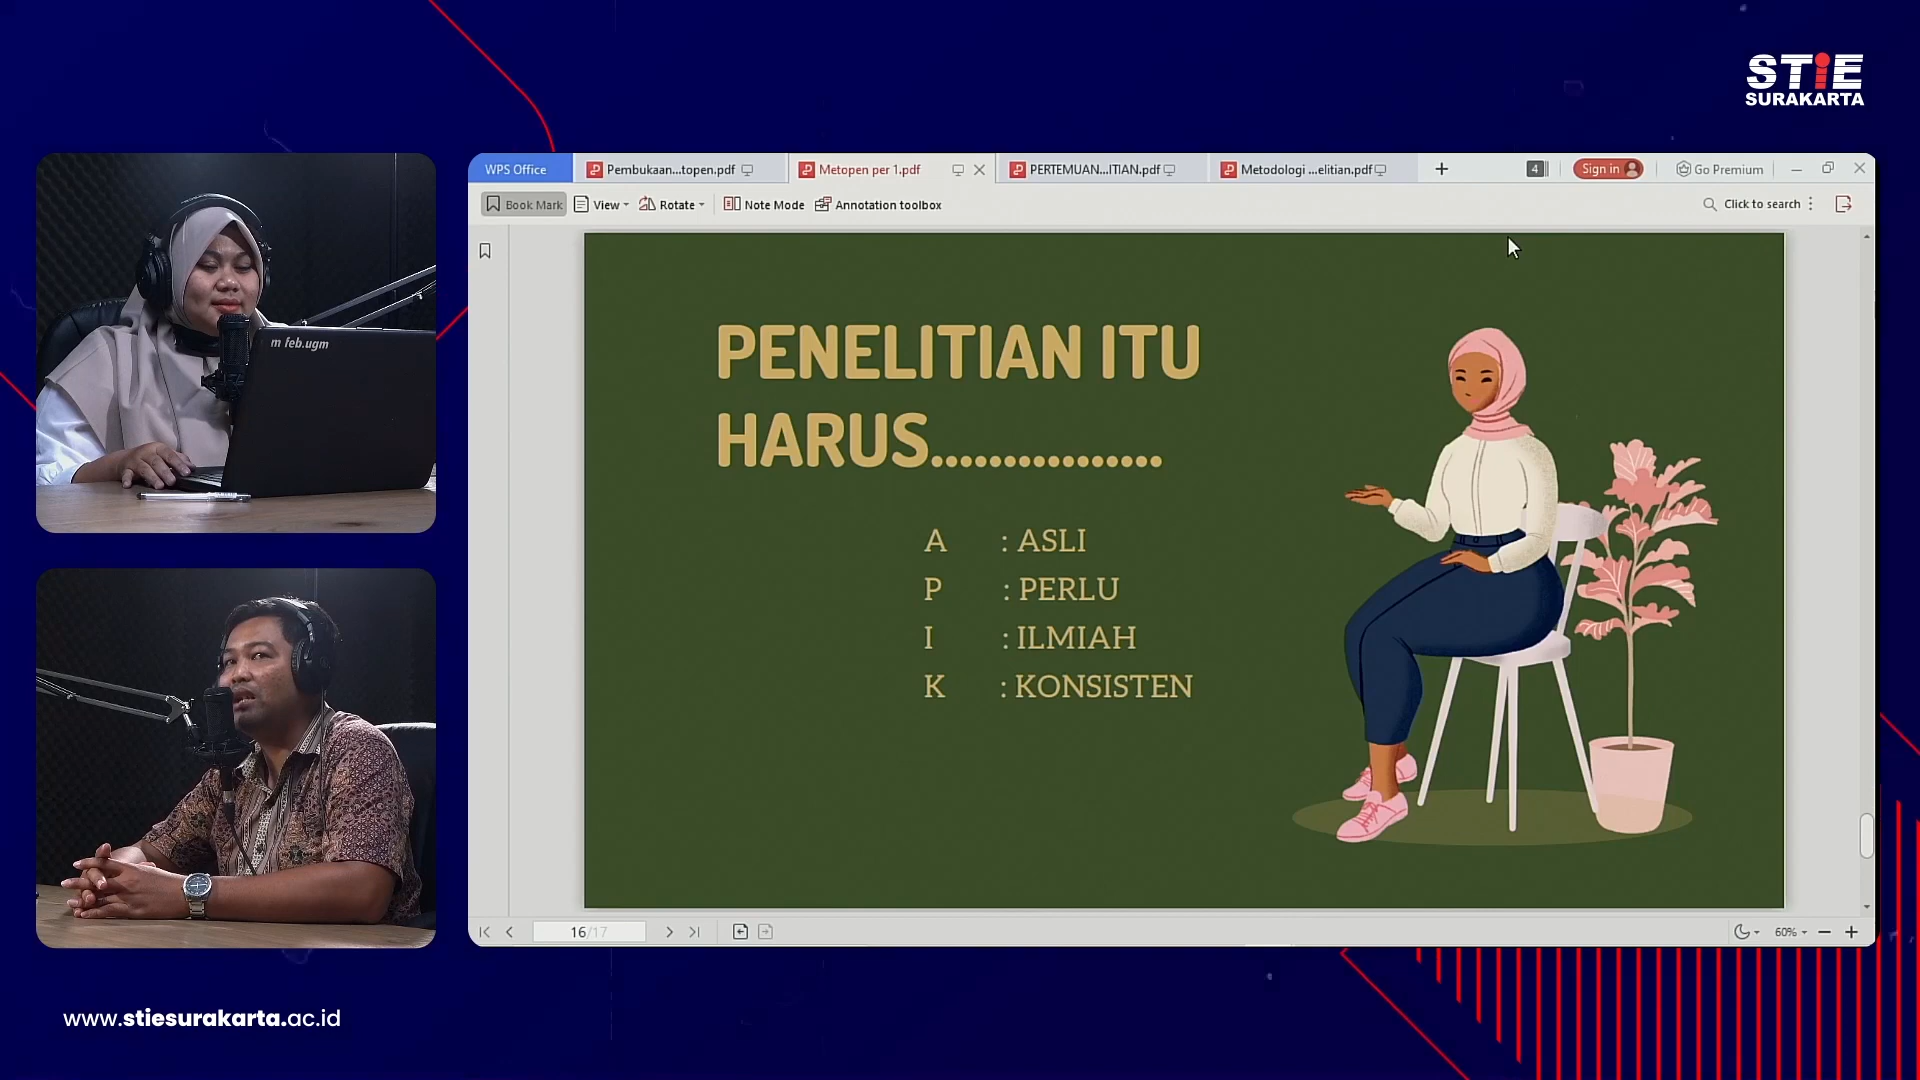 STiE
SURAKARTA
WPS Office
Pembukaan...topen.pdf
Metopen per 1.pdf
PERTEMUAN...ITIAN.pdf
Metodologi ...elitian.pdf
4
Sign in
Go Premium
Book Mark
View
Rotate
Note Mode
Annotation toolbox
Click to search
m feb.ugm
PENELITIAN ITU
HARUS................
A : ASLI
P : PERLU
I : ILMIAH
K : KONSISTEN
16/17
60%
www.stiesurakarta.ac.id